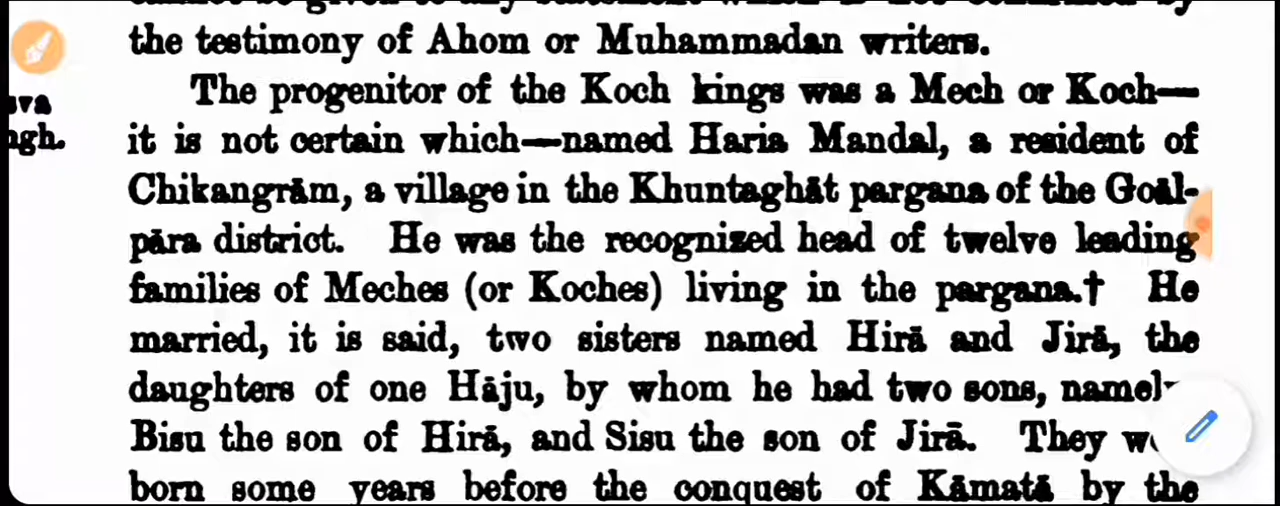 the testimony of Ahom or Muhammadan writers.
The progenitor of the Koch kings was a Mech or Koch—
it is not certain which—named Haria Mandal, a resident of
Chikangrām, a village in the Khuntaghāt pargana of the Goāl-
pāra district. He was the recognized head of twelve leading
families of Meches (or Koches) living in the pargana.† He
married, it is said, two sisters named Hirā and Jirā, the
daughters of one Hāju, by whom he had two sons, namel
Bisu the son of Hirā, and Sisu the son of Jirā. They w
born some years before the conquest of Kāmatā by the